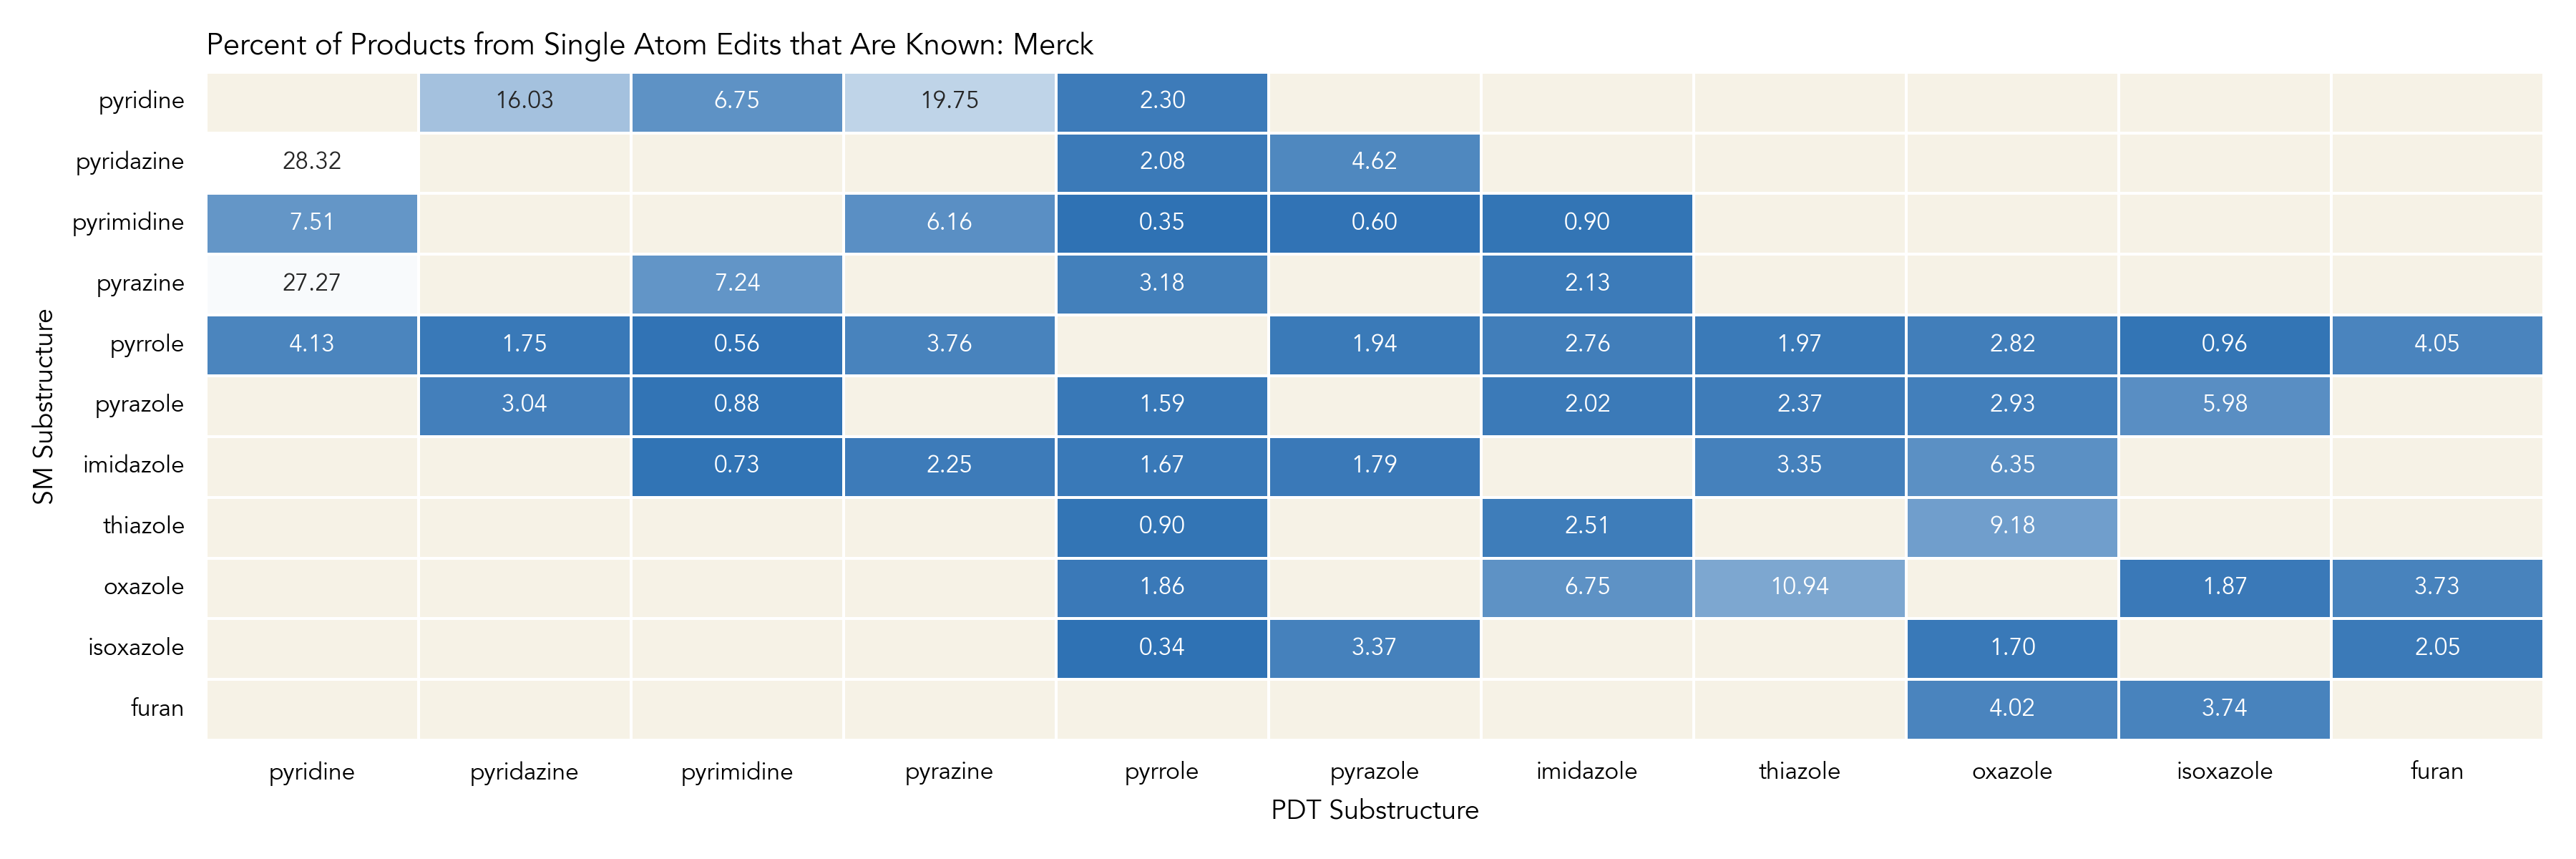 Percent of Products from Single Atom Edits that Are Known: Merck
pyridine 16.03 6.75 19.75 2.30
pyridazine 28.32 2.08 4.62
pyrimidine 7.51 6.16 0.35 0.60 0.90
pyrazine 27.27 7.24 3.18 2.13
pyrrole 4.13 1.75 0.56 3.76 1.94 2.76 1.97 2.82 0.96 4.05
pyrazole 3.04 0.88 1.59 2.02 2.37 2.93 5.98
imidazole 0.73 2.25 1.67 1.79 3.35 6.35
thiazole 0.90 2.51 9.18
oxazole 1.86 6.75 10.94 1.87 3.73
isoxazole 0.34 3.37 1.70 2.05
furan 4.02 3.74
SM Substructure
pyridine pyridazine pyrimidine pyrazine pyrrole pyrazole imidazole thiazole oxazole isoxazole furan
PDT Substructure